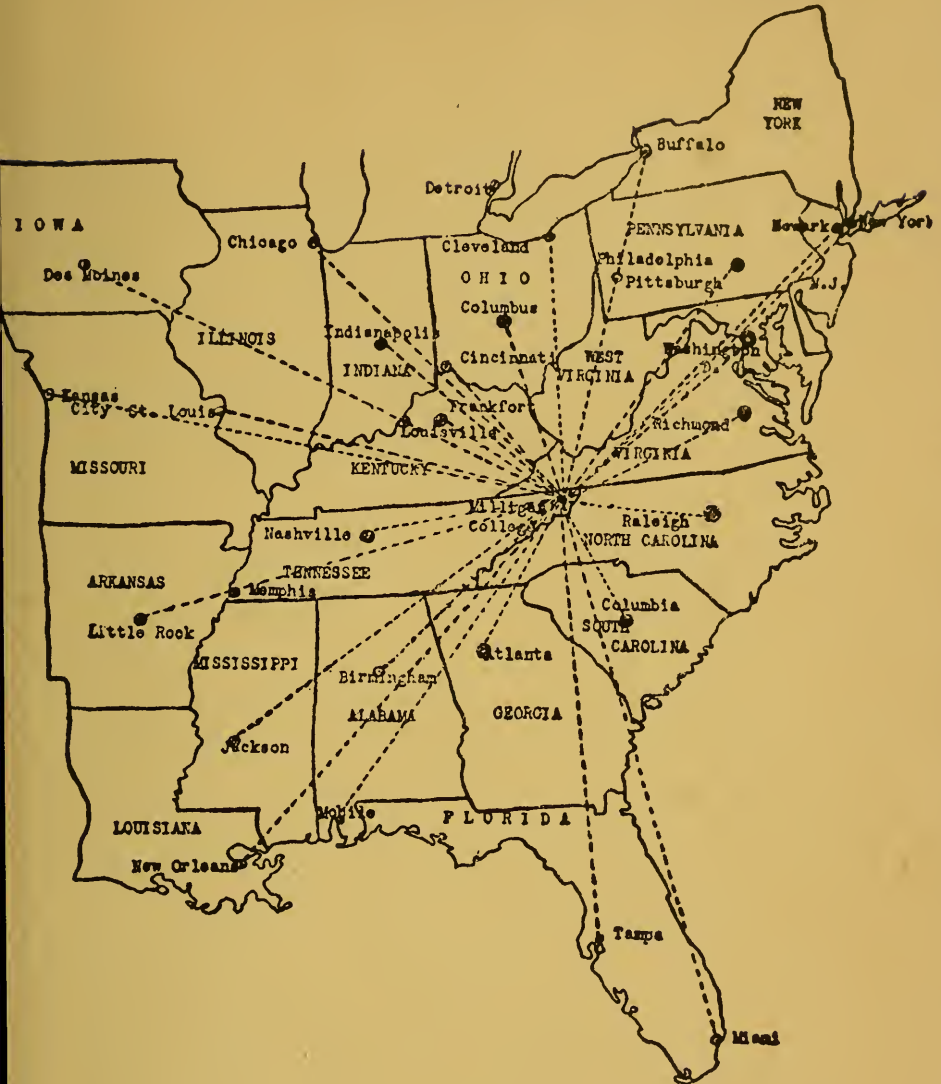 NEW
YORK
Buffalo
Detroit
IOWA
Chicago
Cleveland
PENNSYLVANIA
Newark
New York
Des Moines
OHIO
Philadelphia
Pittsburgh
N.J.
Columbus
ILLINOIS
Indianapolis
Washington
INDIANA
Cincinnati
WEST
VIRGINIA
Kansas
City
St. Louis
Frankfort
Louisville
Richmond
VIRGINIA
MISSOURI
KENTUCKY
Milligan
College
Raleigh
NORTH CAROLINA
Nashville
TENNESSEE
ARKANSAS
Memphis
Little Rock
Columbia
SOUTH
CAROLINA
MISSISSIPPI
Birmingham
Atlanta
ALABAMA
GEORGIA
Jackson
Mobile
FLORIDA
LOUISIANA
New Orleans
Tampa
Miami